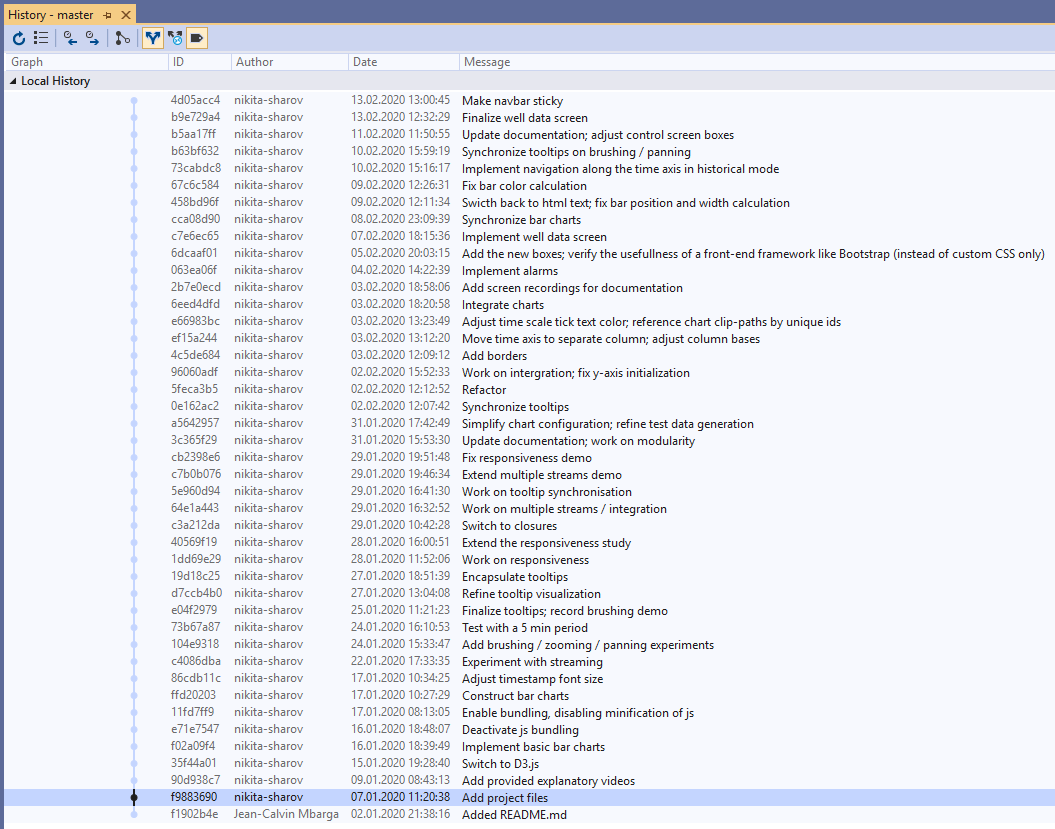 History - master
Graph ID Author Date Message
Local History
4d05acc4 nikita-sharov 13.02.2020 13:00:45 Make navbar sticky
b9e729a4 nikita-sharov 13.02.2020 12:32:29 Finalize well data screen
b5aa17ff nikita-sharov 11.02.2020 11:50:55 Update documentation; adjust control screen boxes
b63bf632 nikita-sharov 10.02.2020 15:59:19 Synchronize tooltips on brushing / panning
73cabdc8 nikita-sharov 10.02.2020 15:16:17 Implement navigation along the time axis in historical mode
67c6c584 nikita-sharov 09.02.2020 12:26:31 Fix bar color calculation
458bd96f nikita-sharov 09.02.2020 12:11:34 Swicth back to html text; fix bar position and width calculation
cca08d90 nikita-sharov 08.02.2020 23:09:39 Synchronize bar charts
c7e6ec65 nikita-sharov 07.02.2020 18:15:36 Implement well data screen
6dcaaf01 nikita-sharov 05.02.2020 20:03:15 Add the new boxes; verify the usefullness of a front-end framework like Bootstrap (instead of custom CSS only)
063ea06f nikita-sharov 04.02.2020 14:22:39 Implement alarms
2b7e0ecd nikita-sharov 03.02.2020 18:58:06 Add screen recordings for documentation
6eed4dfd nikita-sharov 03.02.2020 18:20:58 Integrate charts
e66983bc nikita-sharov 03.02.2020 13:23:49 Adjust time scale tick text color; reference chart clip-paths by unique ids
ef15a244 nikita-sharov 03.02.2020 13:12:20 Move time axis to separate column; adjust column bases
4c5de684 nikita-sharov 03.02.2020 12:09:12 Add borders
96060adf nikita-sharov 02.02.2020 15:52:33 Work on intergration; fix y-axis initialization
5feca3b5 nikita-sharov 02.02.2020 12:12:52 Refactor
0e162ac2 nikita-sharov 02.02.2020 12:07:42 Synchronize tooltips
a5642957 nikita-sharov 31.01.2020 17:42:49 Simplify chart configuration; refine test data generation
3c365f29 nikita-sharov 31.01.2020 15:53:30 Update documentation; work on modularity
cb2398e6 nikita-sharov 29.01.2020 19:51:48 Fix responsiveness demo
c7b0b076 nikita-sharov 29.01.2020 19:46:34 Extend multiple streams demo
5e960d94 nikita-sharov 29.01.2020 16:41:30 Work on tooltip synchronisation
64e1a443 nikita-sharov 29.01.2020 16:32:52 Work on multiple streams / integration
c3a212da nikita-sharov 29.01.2020 10:42:28 Switch to closures
40569f19 nikita-sharov 28.01.2020 16:00:51 Extend the responsiveness study
1dd69e29 nikita-sharov 28.01.2020 11:52:06 Work on responsiveness
19d18c25 nikita-sharov 27.01.2020 18:51:39 Encapsulate tooltips
d7ccb4b0 nikita-sharov 27.01.2020 13:04:08 Refine tooltip visualization
e04f2979 nikita-sharov 25.01.2020 11:21:23 Finalize tooltips; record brushing demo
73b67a87 nikita-sharov 24.01.2020 16:10:53 Test with a 5 min period
104e9318 nikita-sharov 24.01.2020 15:33:47 Add brushing / zooming / panning experiments
c4086dba nikita-sharov 22.01.2020 17:33:35 Experiment with streaming
86cdb11c nikita-sharov 17.01.2020 10:34:25 Adjust timestamp font size
ffd20203 nikita-sharov 17.01.2020 10:27:29 Construct bar charts
11fd7ff9 nikita-sharov 17.01.2020 08:13:05 Enable bundling, disabling minification of js
e71e7547 nikita-sharov 16.01.2020 18:48:07 Deactivate js bundling
f02a09f4 nikita-sharov 16.01.2020 18:39:49 Implement basic bar charts
35f44a01 nikita-sharov 15.01.2020 19:28:40 Switch to D3.js
90d938c7 nikita-sharov 09.01.2020 08:43:13 Add provided explanatory videos
f9883690 nikita-sharov 07.01.2020 11:20:38 Add project files
f1902b4e Jean-Calvin Mbarga 02.01.2020 21:38:16 Added README.md